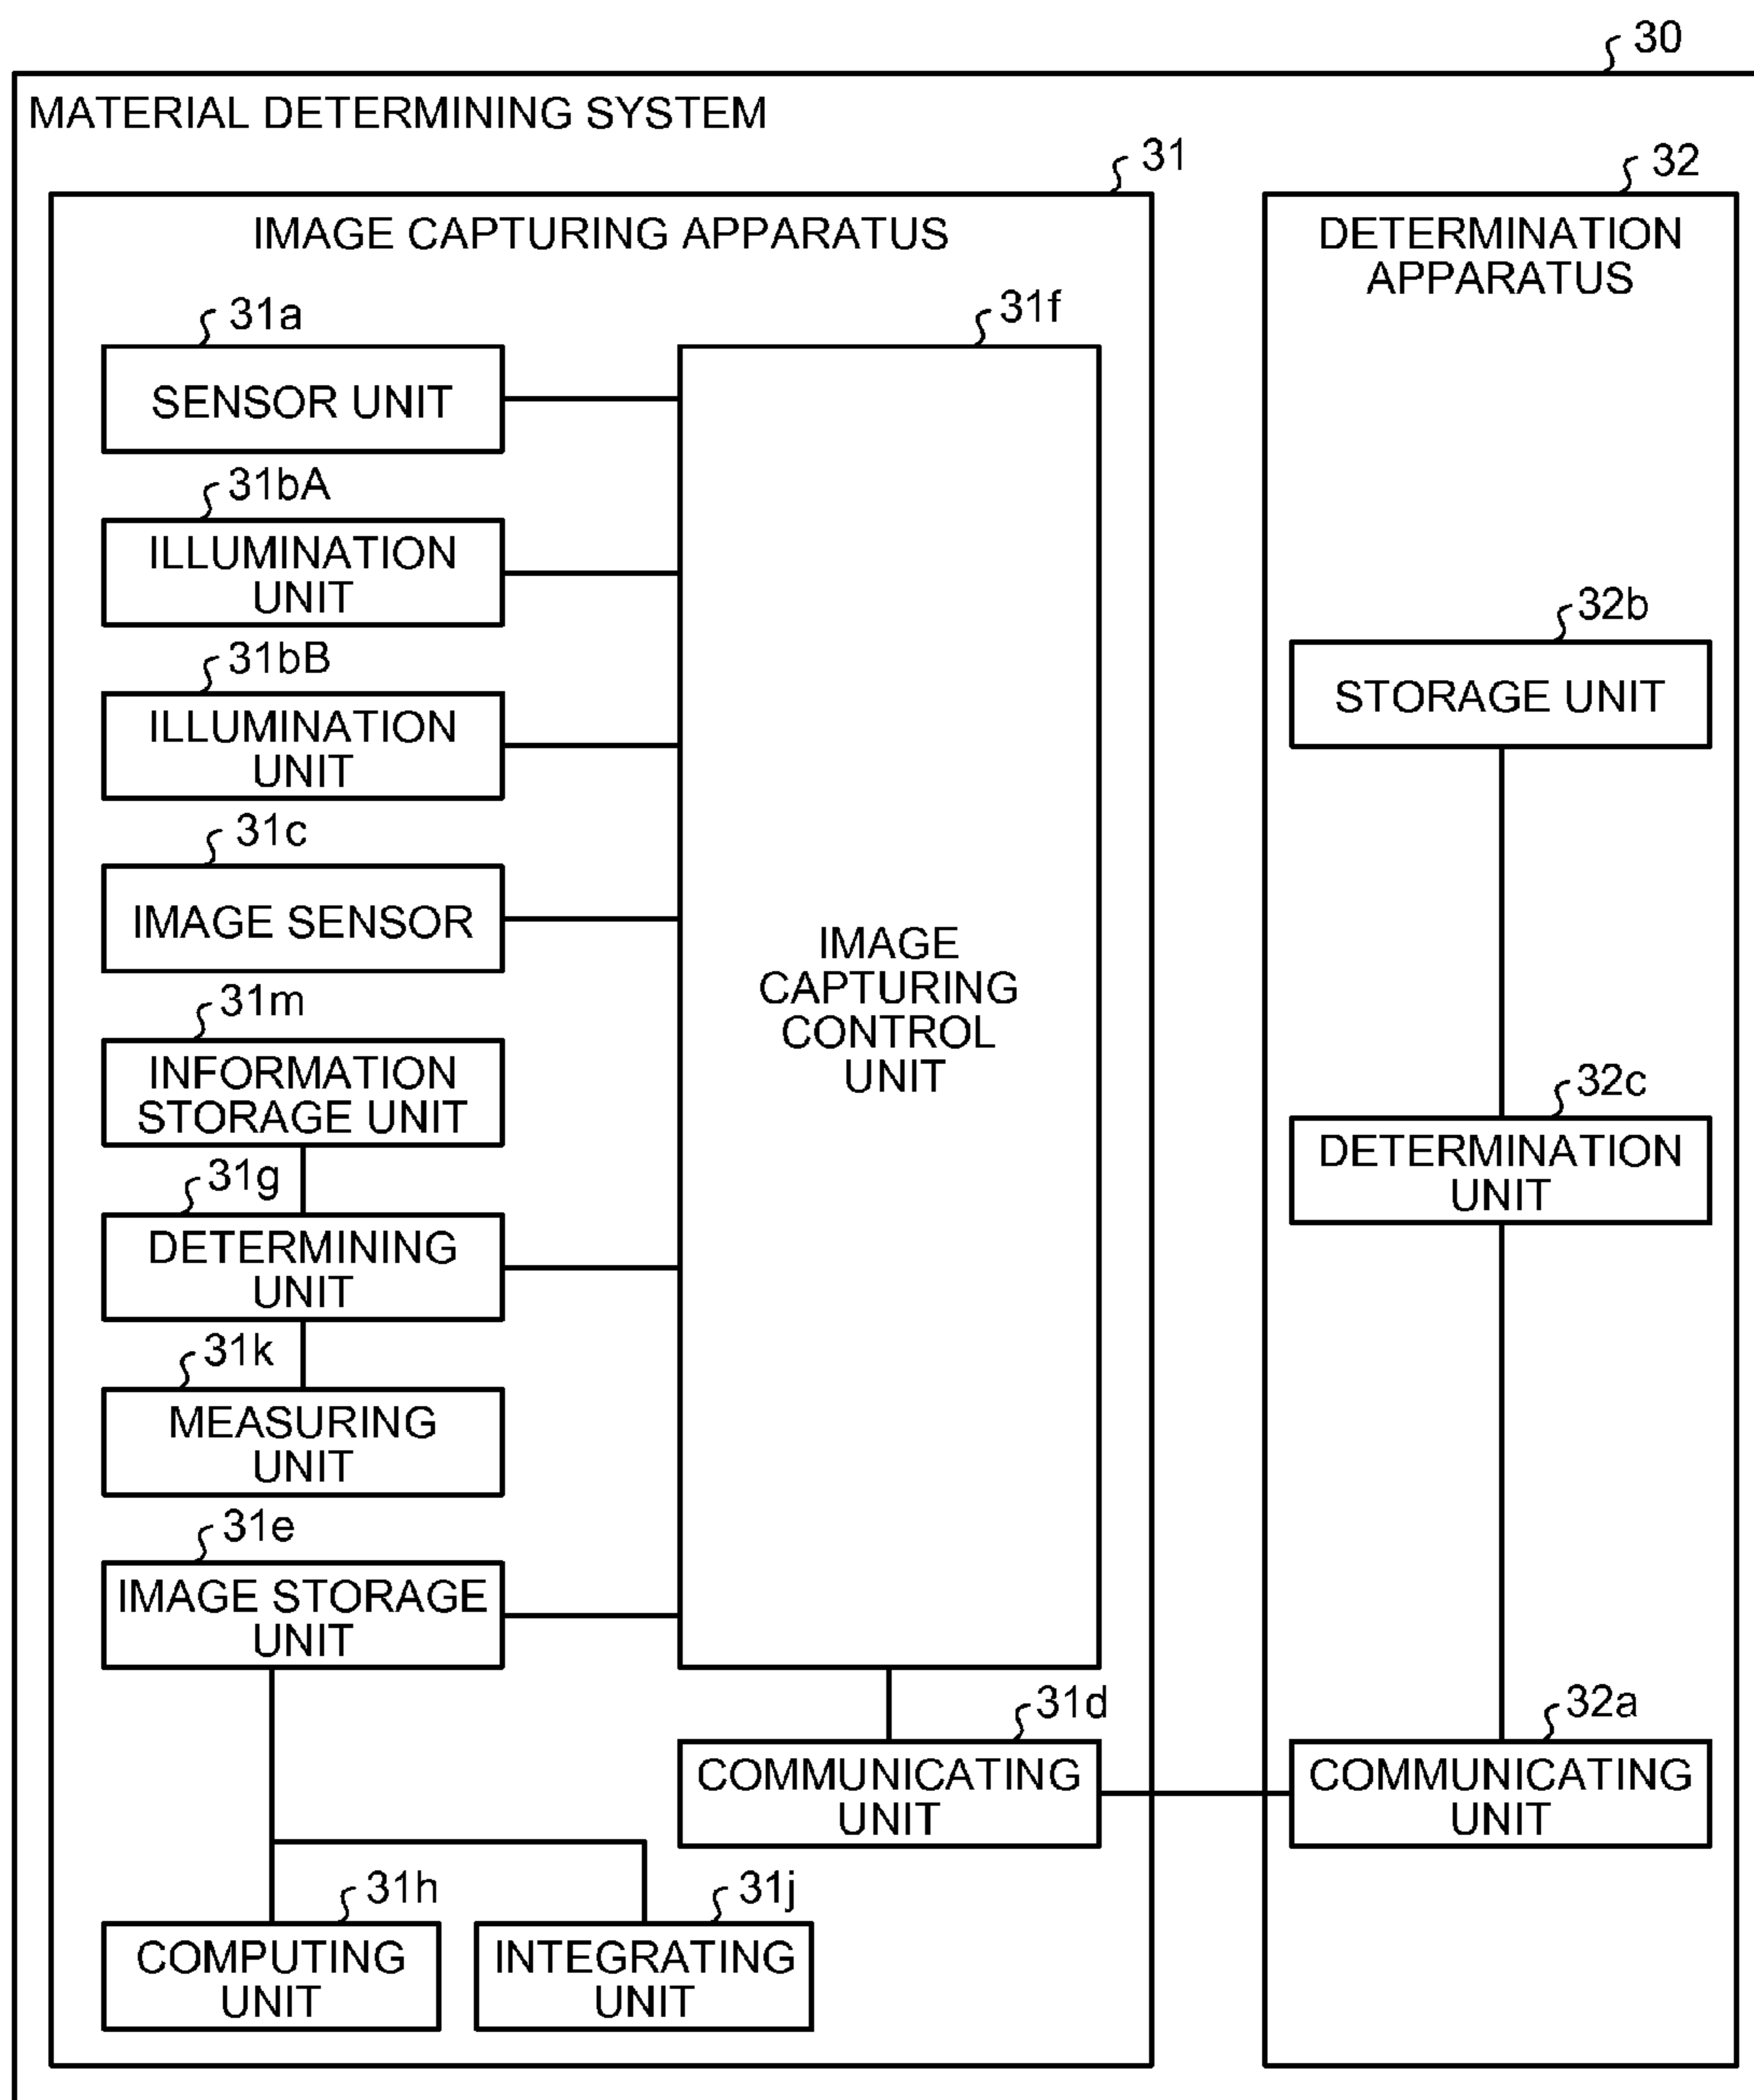 30
MATERIAL DETERMINING SYSTEM
31
IMAGE CAPTURING APPARATUS
31a
SENSOR UNIT
31bA
ILLUMINATION
UNIT
31bB
ILLUMINATION
UNIT
31c
IMAGE SENSOR
31m
INFORMATION
STORAGE UNIT
31g
DETERMINING
UNIT
31k
MEASURING
UNIT
31e
IMAGE STORAGE
UNIT
31f
IMAGE
CAPTURING
CONTROL
UNIT
31d
COMMUNICATING
UNIT
31h
COMPUTING
UNIT
31j
INTEGRATING
UNIT
32
DETERMINATION
APPARATUS
32b
STORAGE UNIT
32c
DETERMINATION
UNIT
32a
COMMUNICATING
UNIT